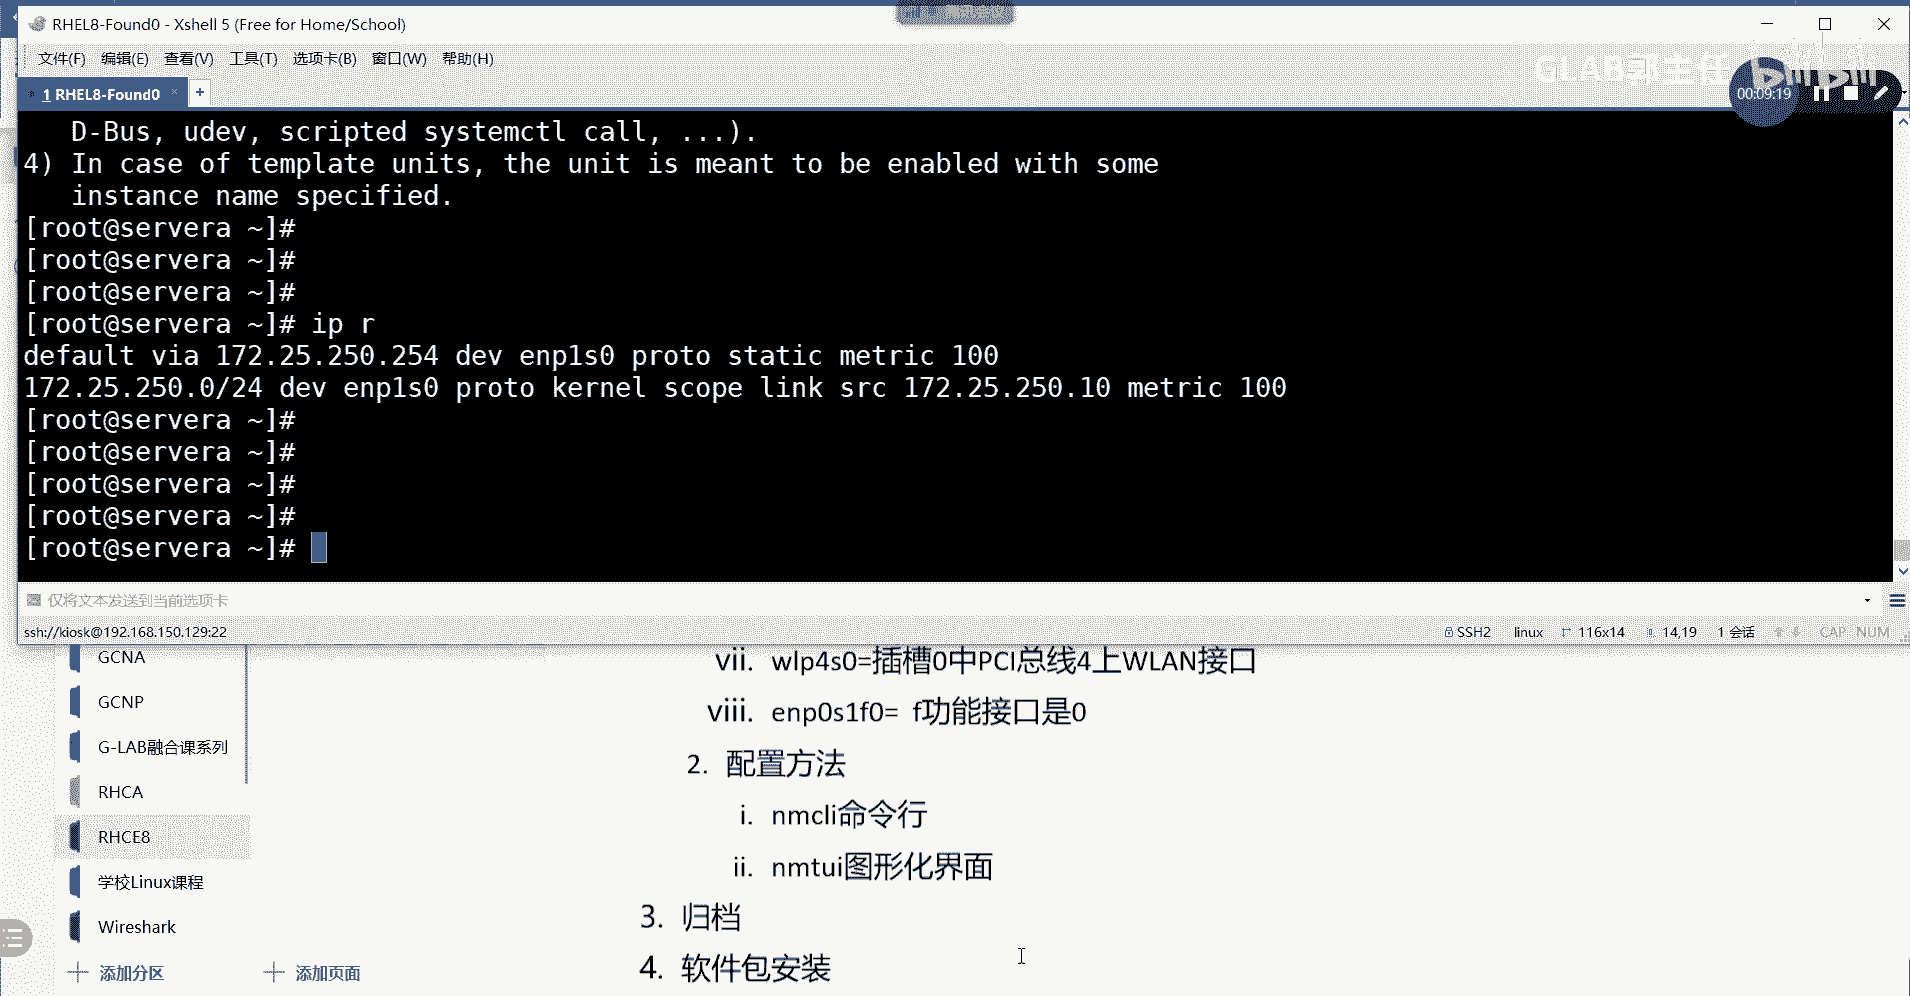 RHEL8-Found0 - Xshell 5 (Free for Home/School)
文件(F) 编辑(E) 查看(V) 工具(T) 选项卡(B) 窗口(W) 帮助(H)
GLAB郭主任
bilibili
00:09:19
1 RHEL8-Found0 × +
D-Bus, udev, scripted systemctl call, ...).
4) In case of template units, the unit is meant to be enabled with some
instance name specified.
[root@servera ~]#
[root@servera ~]#
[root@servera ~]#
[root@servera ~]# ip r
default via 172.25.250.254 dev enp1s0 proto static metric 100
172.25.250.0/24 dev enp1s0 proto kernel scope link src 172.25.250.10 metric 100
[root@servera ~]#
[root@servera ~]#
[root@servera ~]#
[root@servera ~]#
[root@servera ~]#
仅将文本发送到当前选项卡
ssh://kiosk@192.168.150.129:22 SSH2 linux 116x14 14,19 1 会话 CAP NUM
GCNA
GCNP
G-LAB融合课系列
RHCA
RHCE8
学校Linux课程
Wireshark
添加分区 添加页面
vii. wlp4s0=插槽0中PCI总线4上WLAN接口
viii. enp0s1f0= f功能接口是0
2. 配置方法
i. nmcli命令行
ii. nmtui图形化界面
3. 归档
4. 软件包安装